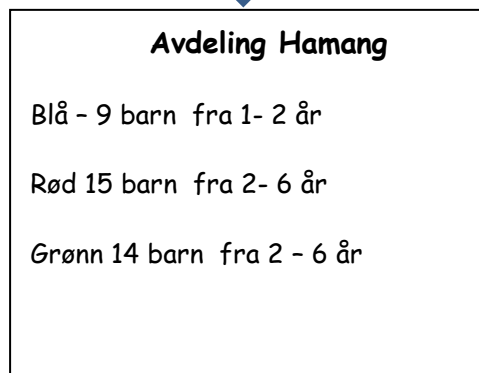 Avdeling Hamang
Blå – 9 barn fra 1- 2 år
Rød 15 barn fra 2- 6 år
Grønn 14 barn fra 2 – 6 år